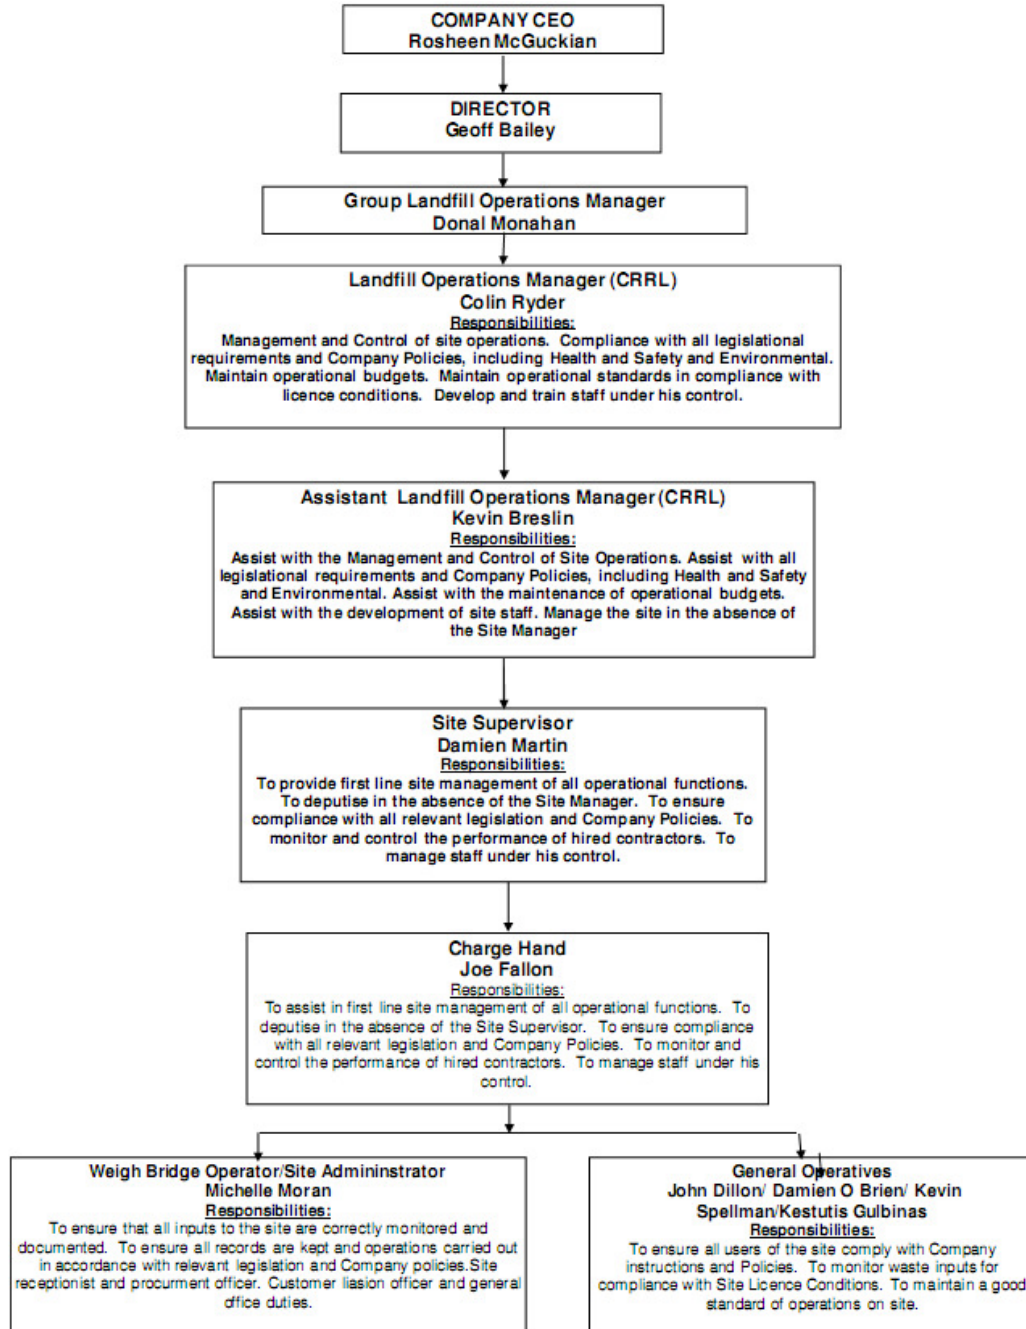 COMPANY CEO
Rosheen McGuckian
DIRECTOR
Geoff Bailey
Group Landfill Operations Manager
Donal Monahan
Landfill Operations Manager (CRRL)
Colin Ryder
Responsibilities:
Management and Control of site operations. Compliance with all legislational
requirements and Company Policies, including Health and Safety and Environmental.
Maintain operational budgets. Maintain operational standards in compliance with
licence conditions. Develop and train staff under his control.
Assistant Landfill Operations Manager (CRRL)
Kevin Breslin
Responsibilities:
Assist with the Management and Control of Site Operations. Assist with all
legislational requirements and Company Policies, including Health and Safety
and Environmental. Assist with the maintenance of operational budgets.
Assist with the development of site staff. Manage the site in the absence of
the Site Manager
Site Supervisor
Damien Martin
Responsibilities:
To provide first line site management of all operational functions.
To deputise in the absence of the Site Manager. To ensure
compliance with all relevant legislation and Company Policies. To
monitor and control the performance of hired contractors. To
manage staff under his control.
Charge Hand
Joe Fallon
Responsibilities:
To assist in first line site management of all operational functions. To
deputise in the absence of the Site Supervisor. To ensure compliance
with all relevant legislation and Company Policies. To monitor and
control the performance of hired contractors. To manage staff under his
control.
Weigh Bridge Operator/Site Admininstrator
Michelle Moran
Responsibilities:
To ensure that all inputs to the site are correctly monitored and
documented. To ensure all records are kept and operations carried out
in accordance with relevant legislation and Company policies.Site
receptionist and procurment officer. Customer liasion officer and general
office duties.
General Operatives
John Dillon/ Damien O Brien/ Kevin
Spellman/Kestutis Gulbinas
Responsibilities:
To ensure all users of the site comply with Company
instructions and Policies. To monitor waste inputs for
compliance with Site Licence Conditions. To maintain a good
standard of operations on site.